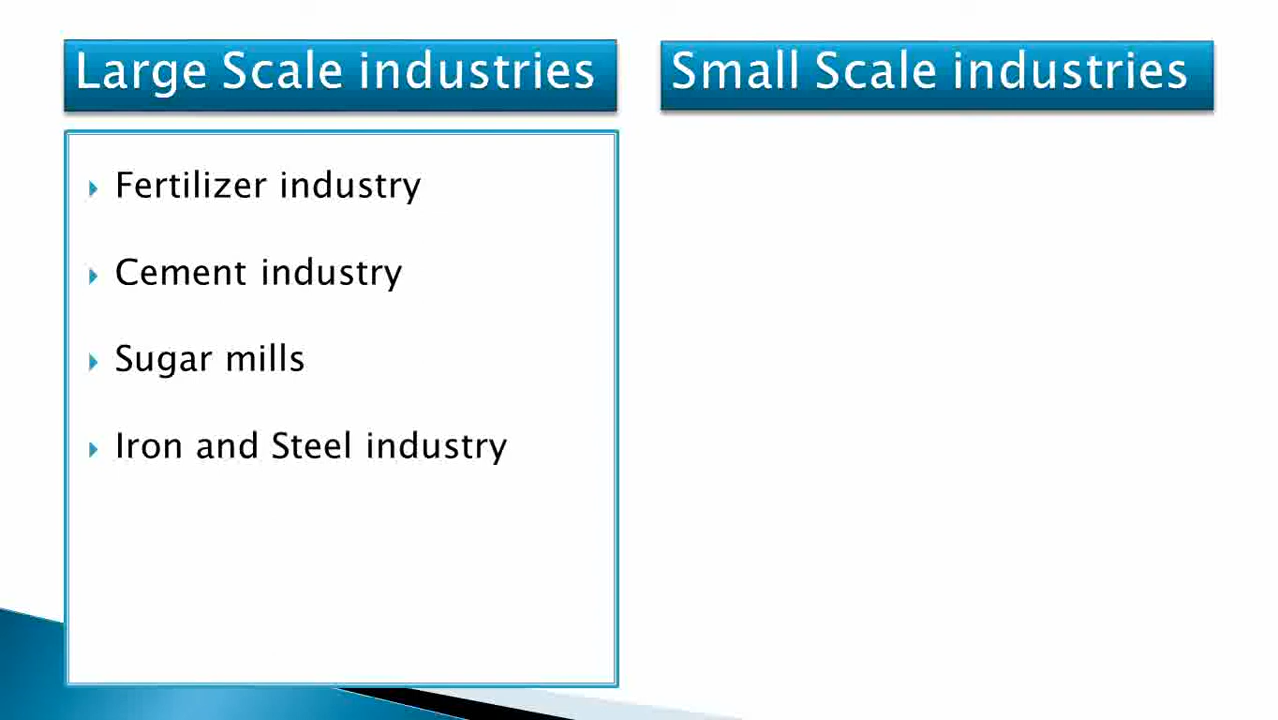 Large Scale industries
Small Scale industries
Fertilizer industry
Cement industry
Sugar mills
Iron and Steel industry